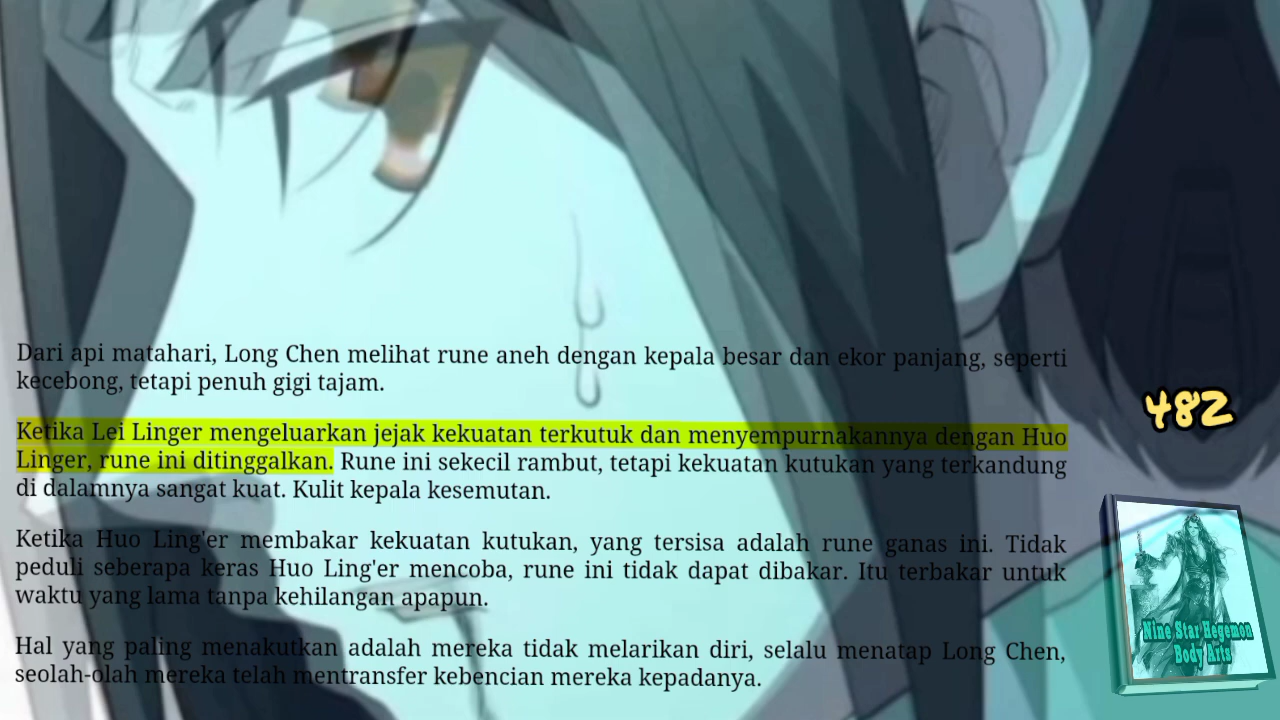 Dari api matahari, Long Chen melihat rune aneh dengan kepala besar dan ekor panjang, seperti
kecebong, tetapi penuh gigi tajam.
Ketika Lei Linger mengeluarkan jejak kekuatan terkutuk dan menyempurnakannya dengan Huo
Linger, rune ini ditinggalkan. Rune ini sekecil rambut, tetapi kekuatan kutukan yang terkandung
di dalamnya sangat kuat. Kulit kepala kesemutan.
Ketika Huo Ling'er membakar kekuatan kutukan, yang tersisa adalah rune ganas ini. Tidak
peduli seberapa keras Huo Ling'er mencoba, rune ini tidak dapat dibakar. Itu terbakar untuk
waktu yang lama tanpa kehilangan apapun.
Hal yang paling menakutkan adalah mereka tidak melarikan diri, selalu menatap Long Chen,
seolah-olah mereka telah mentransfer kebencian mereka kepadanya.
482
Nine Star Hegemon
Body Arts